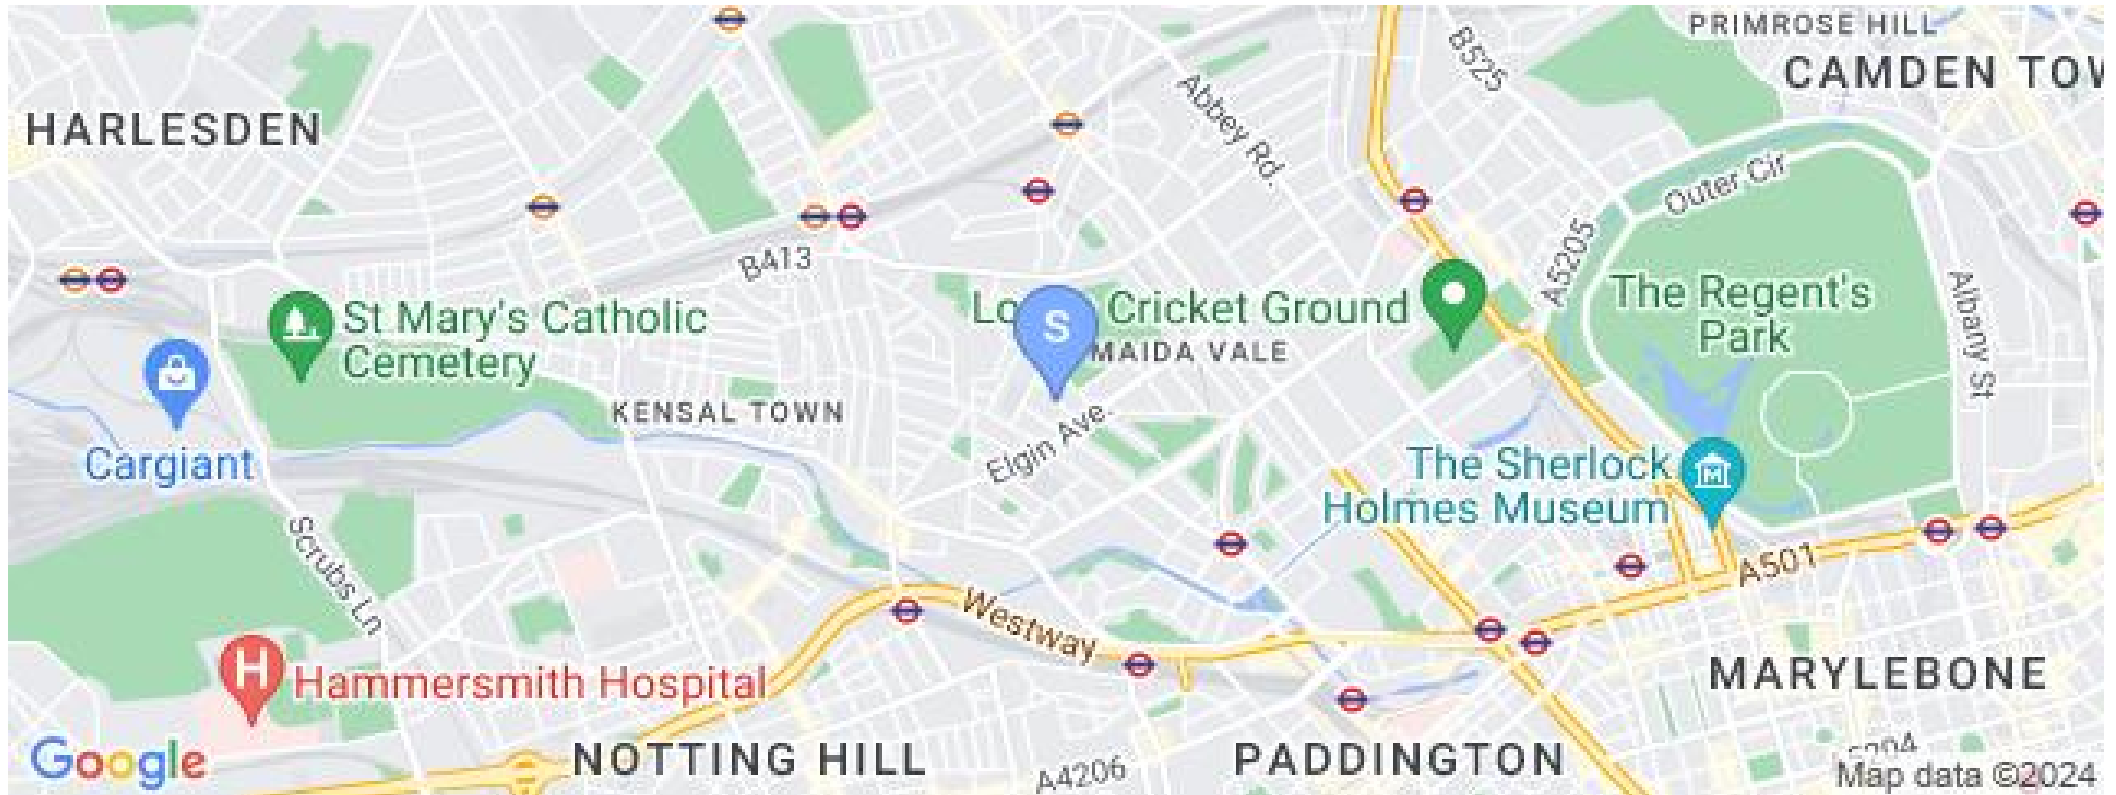 PRIMROSE HILL
CAMDEN TOW
B525
HARLESDEN
Abbey Rd.
Outer Cir
B413
A5205
Albany St
St Mary's Catholic
Cemetery
Lo
S
Cricket Ground
The Regent's
Park
MAIDA VALE
KENSAL TOWN
Elgin Ave.
Cargiant
The Sherlock
Holmes Museum
M
Scrubs Ln
Westway
A501
H
Hammersmith Hospital
MARYLEBONE
Google
NOTTING HILL
A4206
PADDINGTON
Map data ©2024